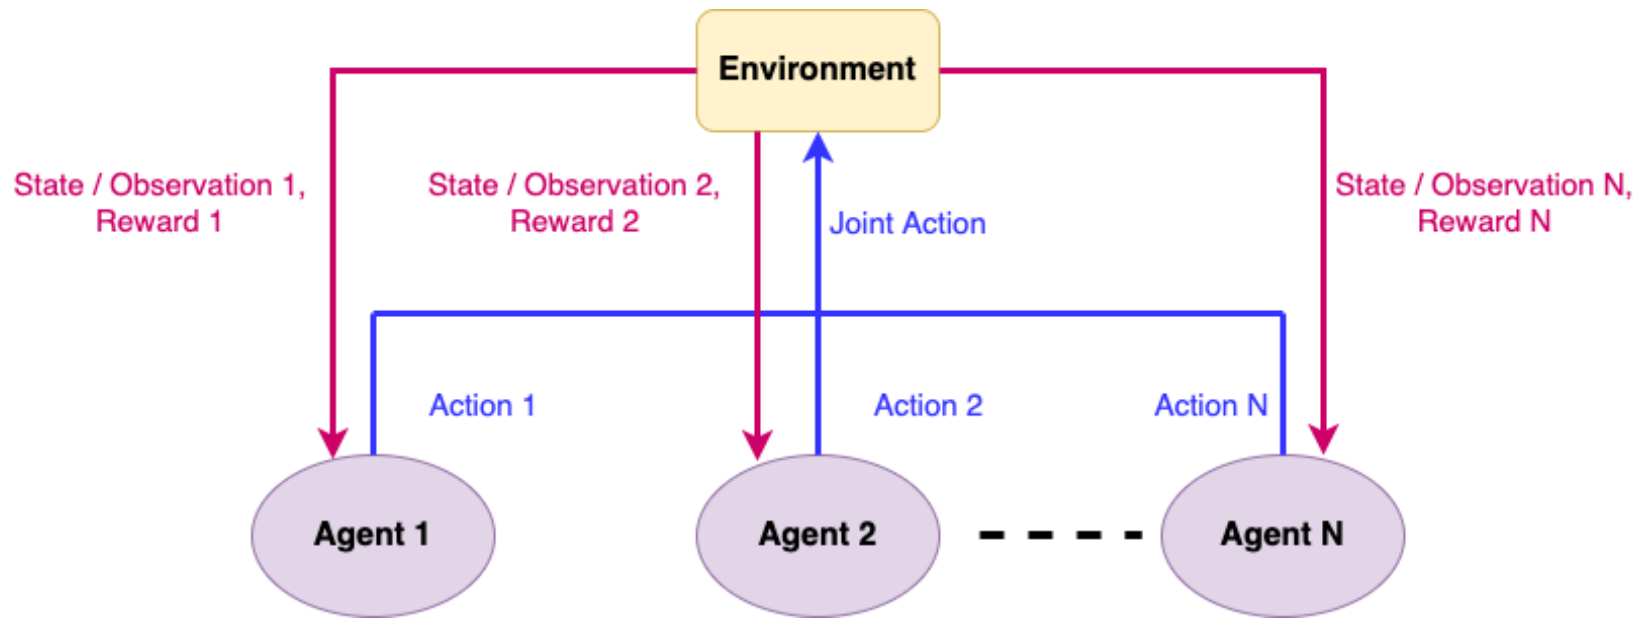 Environment
State / Observation 1,
Reward 1
State / Observation 2,
Reward 2
Joint Action
State / Observation N,
Reward N
Action 1
Action 2
Action N
Agent 1
Agent 2
Agent N